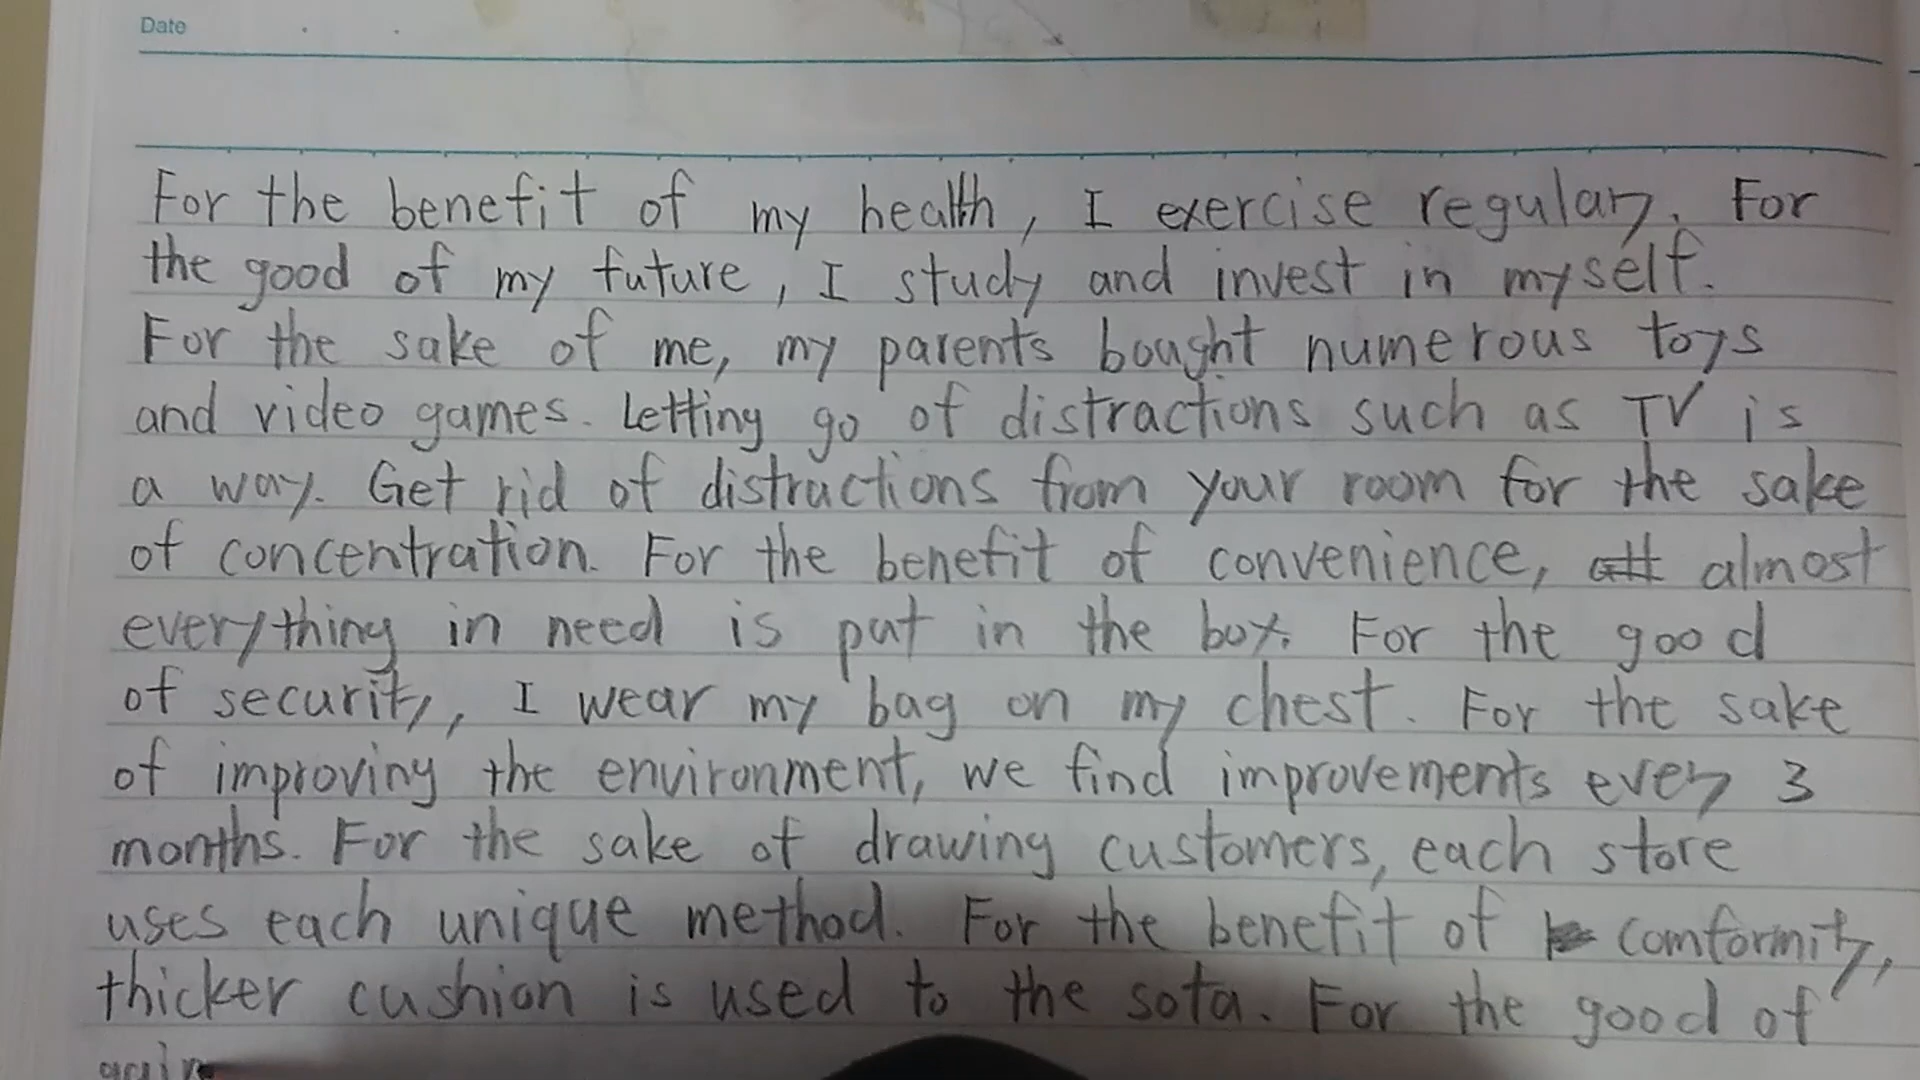 Date
For the benefit of my health, I exercise regulary. For
the good of my future, I study and invest in myself.
For the sake of me, my parents bought numerous toys
and video games. Letting go of distractions such as TV is
a way. Get rid of distractions from your room for the sake
of concentration. For the benefit of convenience, almost
everything in need is put in the box. For the good
of security, I wear my bag on my chest. For the sake
of improving the environment, we find improvements every 3
months. For the sake of drawing customers, each store
uses each unique method. For the benefit of comformity,
thicker cushion is used to the sofa. For the good of